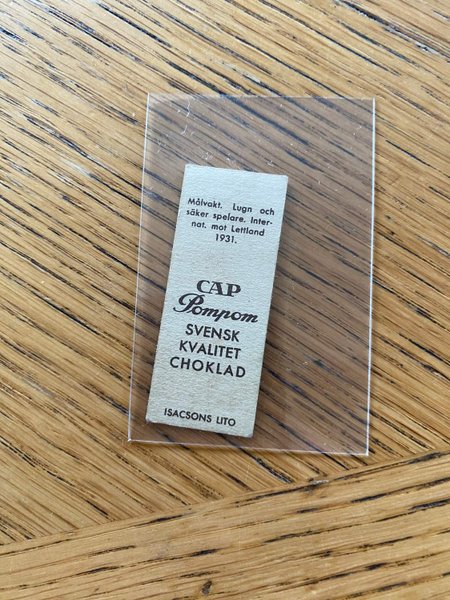 Målvakt. Lugn och
säker spelare. Inter-
nat. mot Lettland
1931.
CAP
Pompom
SVENSK
KVALITET
CHOKLAD
ISACSONS LITO